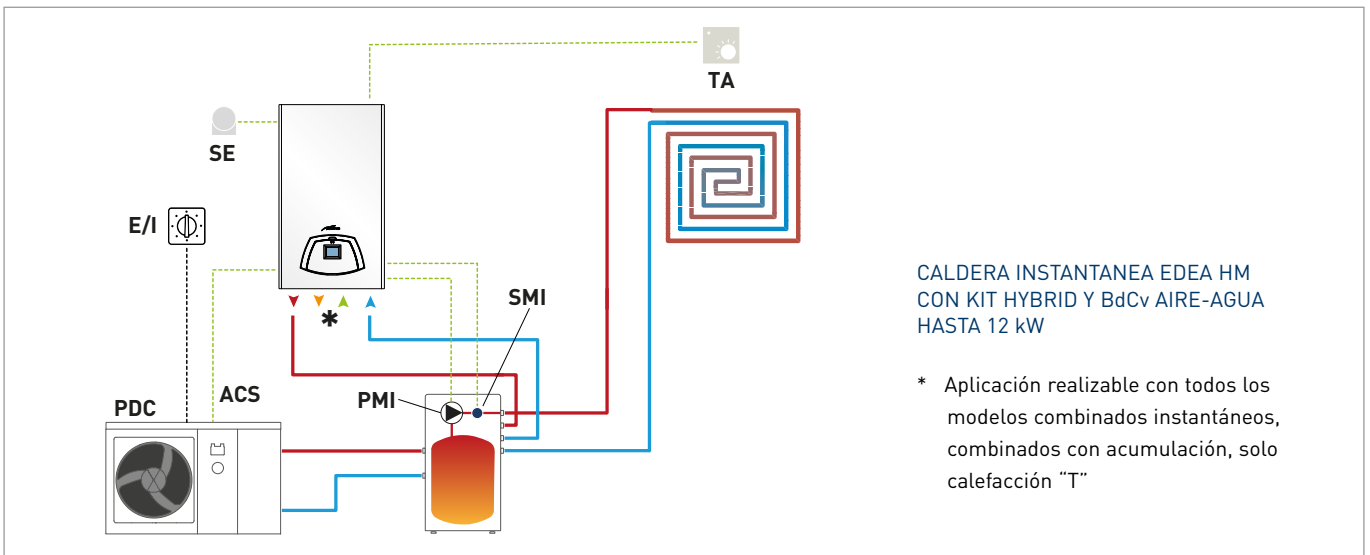 TA
SE
E/I
SMI
*
ACS
PMI
PDC
CALDERA INSTANTANEA EDEA HM
CON KIT HYBRID Y BdCv AIRE-AGUA
HASTA 12 kW
* Aplicación realizable con todos los
modelos combinados instantáneos,
combinados con acumulación, solo
calefacción “T”